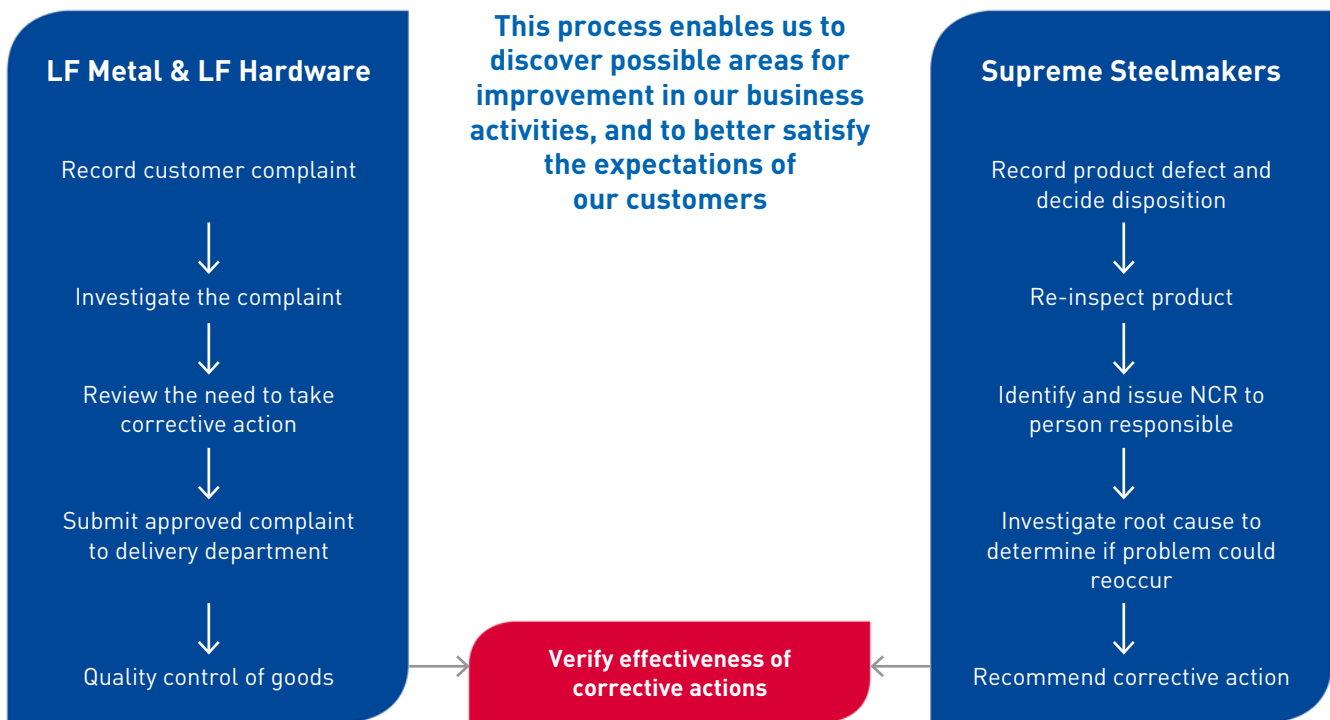 LF Metal & LF Hardware
Record customer complaint
Investigate the complaint
Review the need to take
corrective action
Submit approved complaint
to delivery department
Quality control of goods
This process enables us to
discover possible areas for
improvement in our business
activities, and to better satisfy
the expectations of
our customers
Supreme Steelmakers
Record product defect and
decide disposition
Re-inspect product
Identify and issue NCR to
person responsible
Investigate root cause to
determine if problem could
reoccur
Recommend corrective action
Verify effectiveness of
corrective actions